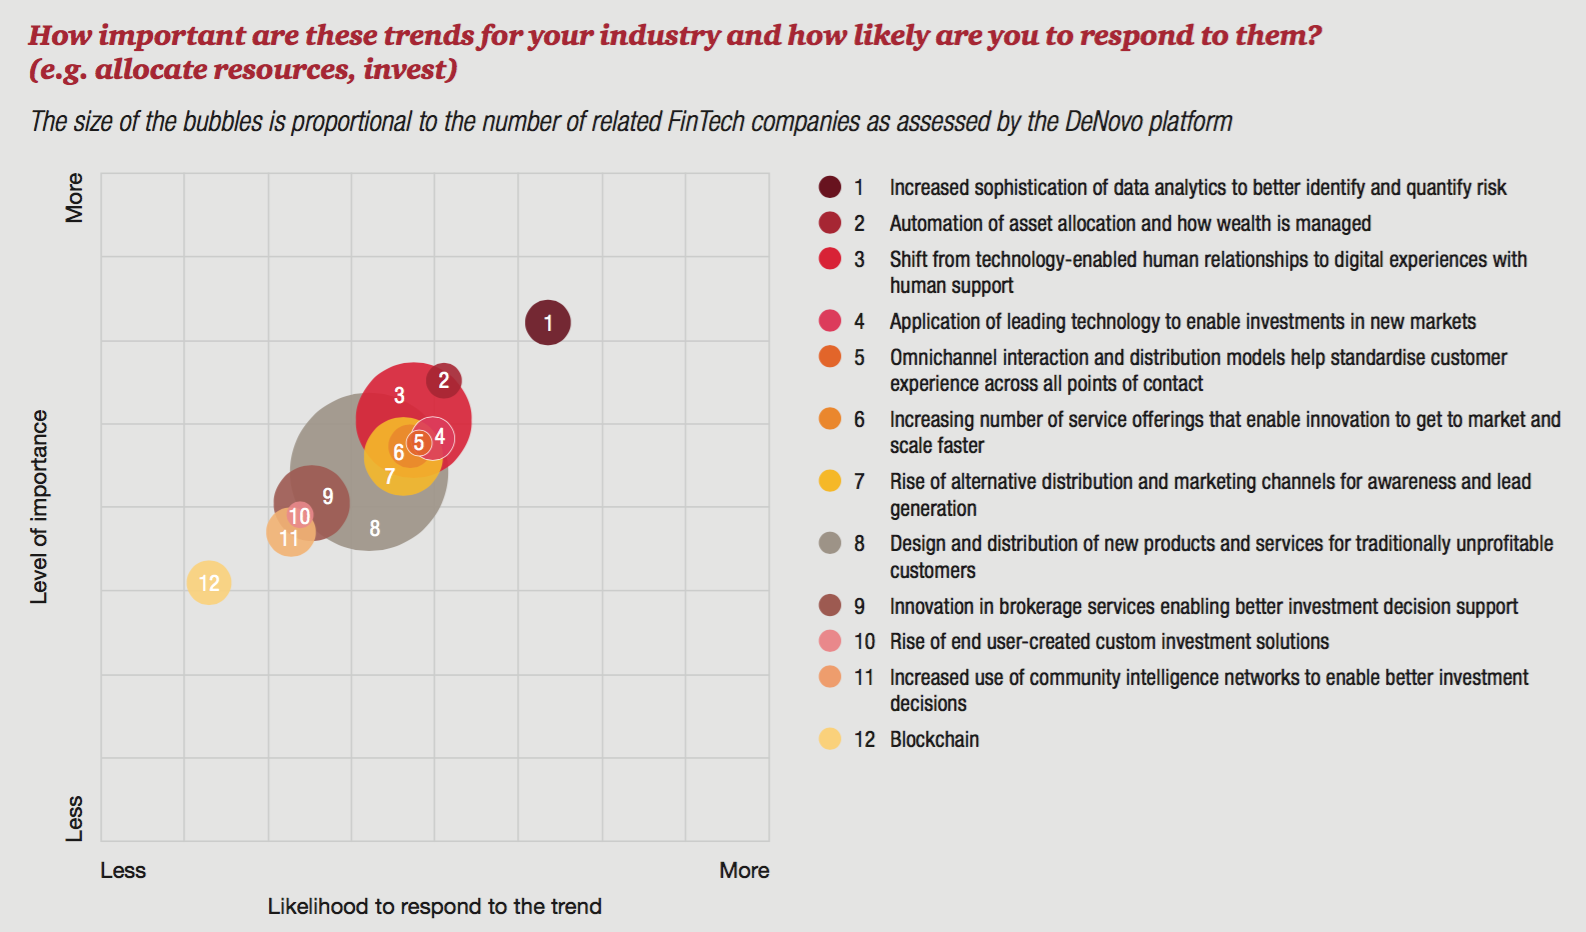 How important are these trends for your industry and how likely are you to respond to them?
(e.g. allocate resources, invest)
The size of the bubbles is proportional to the number of related FinTech companies as assessed by the DeNovo platform
More
Level of importance
Less
1
2
3
4
5
6
7
8
9
10
11
12
Less
More
Likelihood to respond to the trend
1 Increased sophistication of data analytics to better identify and quantify risk
2 Automation of asset allocation and how wealth is managed
3 Shift from technology-enabled human relationships to digital experiences with
human support
4 Application of leading technology to enable investments in new markets
5 Omnichannel interaction and distribution models help standardise customer
experience across all points of contact
6 Increasing number of service offerings that enable innovation to get to market and
scale faster
7 Rise of alternative distribution and marketing channels for awareness and lead
generation
8 Design and distribution of new products and services for traditionally unprofitable
customers
9 Innovation in brokerage services enabling better investment decision support
10 Rise of end user-created custom investment solutions
11 Increased use of community intelligence networks to enable better investment
decisions
12 Blockchain